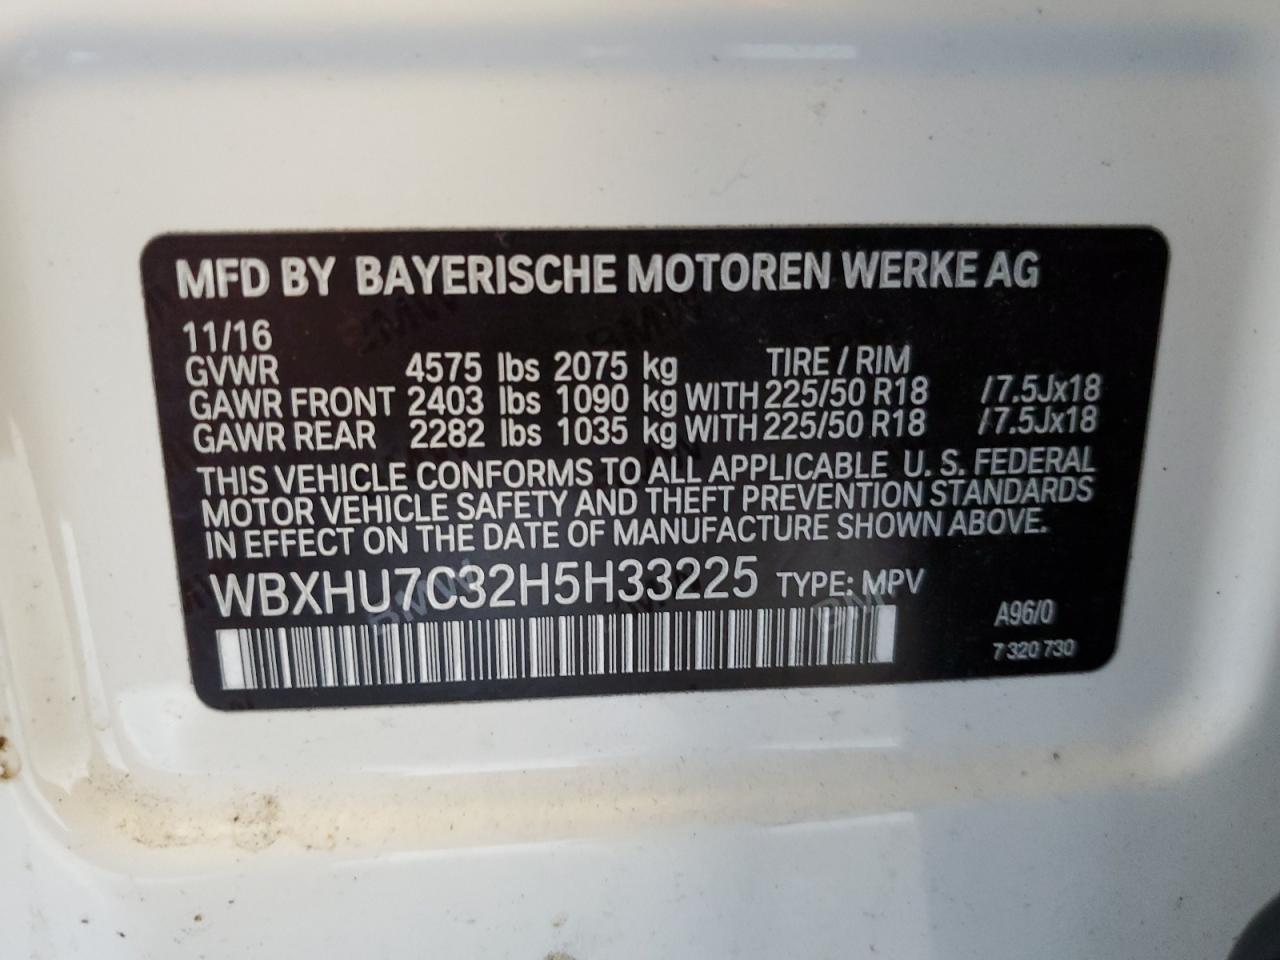 MFD BY BAYERISCHE MOTOREN WERKE AG
11/16
GVWR 4575 lbs 2075 kg TIRE / RIM
GAWR FRONT 2403 lbs 1090 kg WITH 225/50 R18 /7.5Jx18
GAWR REAR 2282 lbs 1035 kg WITH 225/50 R18 /7.5Jx18
THIS VEHICLE CONFORMS TO ALL APPLICABLE U. S. FEDERAL
MOTOR VEHICLE SAFETY AND THEFT PREVENTION STANDARDS
IN EFFECT ON THE DATE OF MANUFACTURE SHOWN ABOVE.
WBXHU7C32H5H33225 TYPE: MPV
A96/0
7 320 730